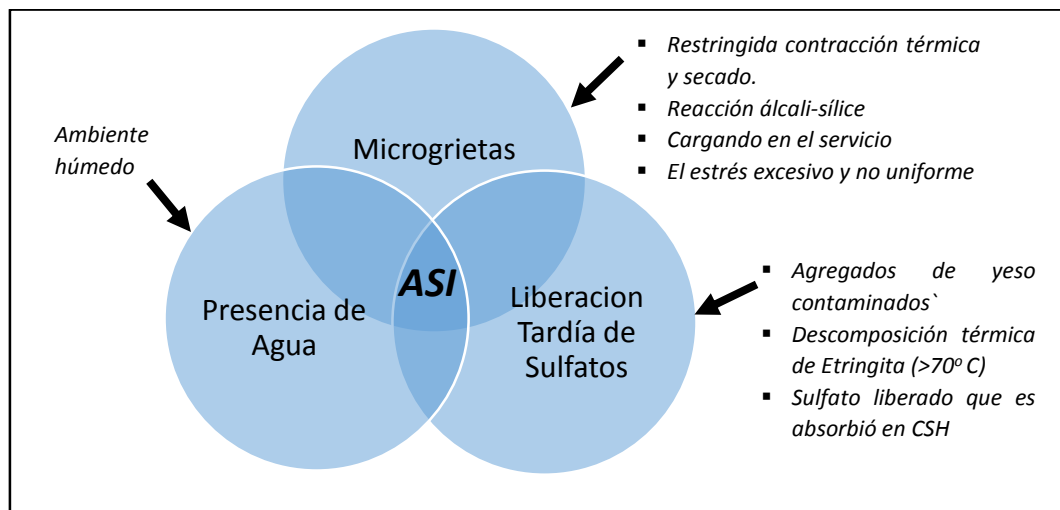 Restringida contracción térmica
y secado.
Reacción álcali-sílice
Cargando en el servicio
El estrés excesivo y no uniforme
Ambiente
húmedo
Microgrietas
ASI
Presencia de
Agua
Liberacion
Tardía de
Sulfatos
Agregados de yeso
contaminados`
Descomposición térmica
de Etringita (>70º C)
Sulfato liberado que es
absorbió en CSH